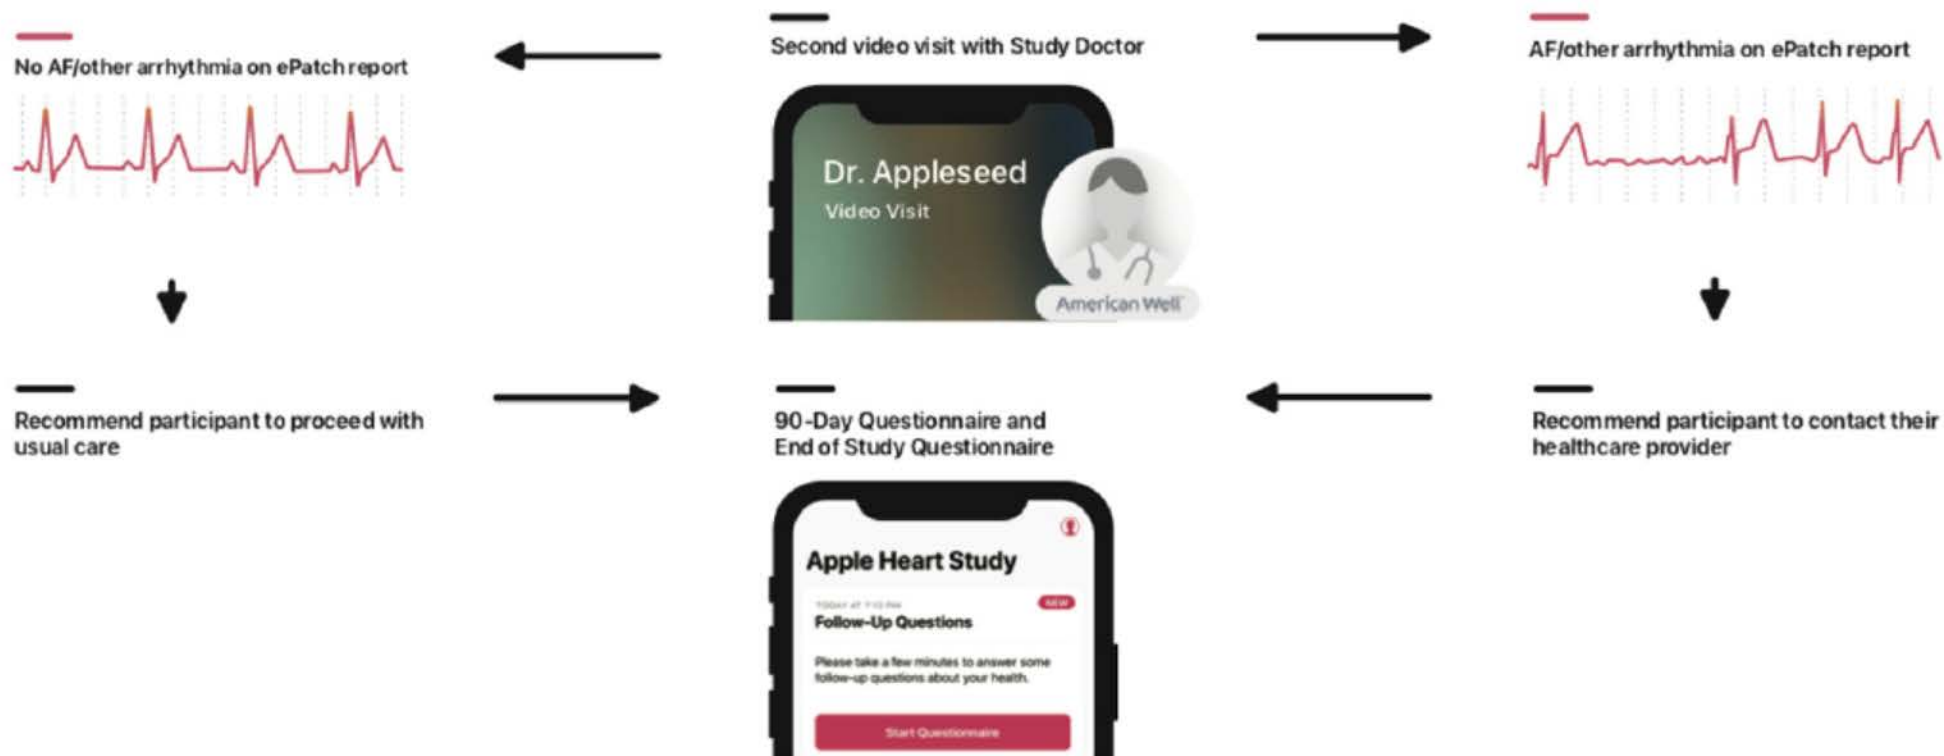 No AF/other arrhythmia on ePatch report
Second video visit with Study Doctor
AF/other arrhythmia on ePatch report
Dr. Appleseed
Video Visit
American Well
Recommend participant to proceed with
usual care
90-Day Questionnaire and
End of Study Questionnaire
Recommend participant to contact their
healthcare provider
Apple Heart Study
TODAY AT
NEW
Follow-Up Questions
Please take a few minutes to answer some
follow-up questions about your health.
Start Questionnaire